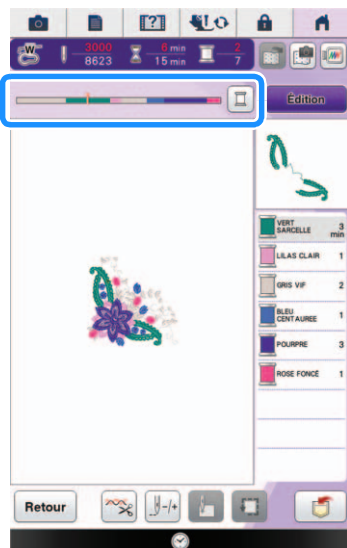 [?]
W
3000
8623
6 min
15 min
2
7
Édition
VERT SARCELLE 3 min
LILAS CLAIR 1
GRIS VIF 2
BLEU CENTAUREE 1
POURPRE 3
ROSE FONCÉ 1
Retour
-/+